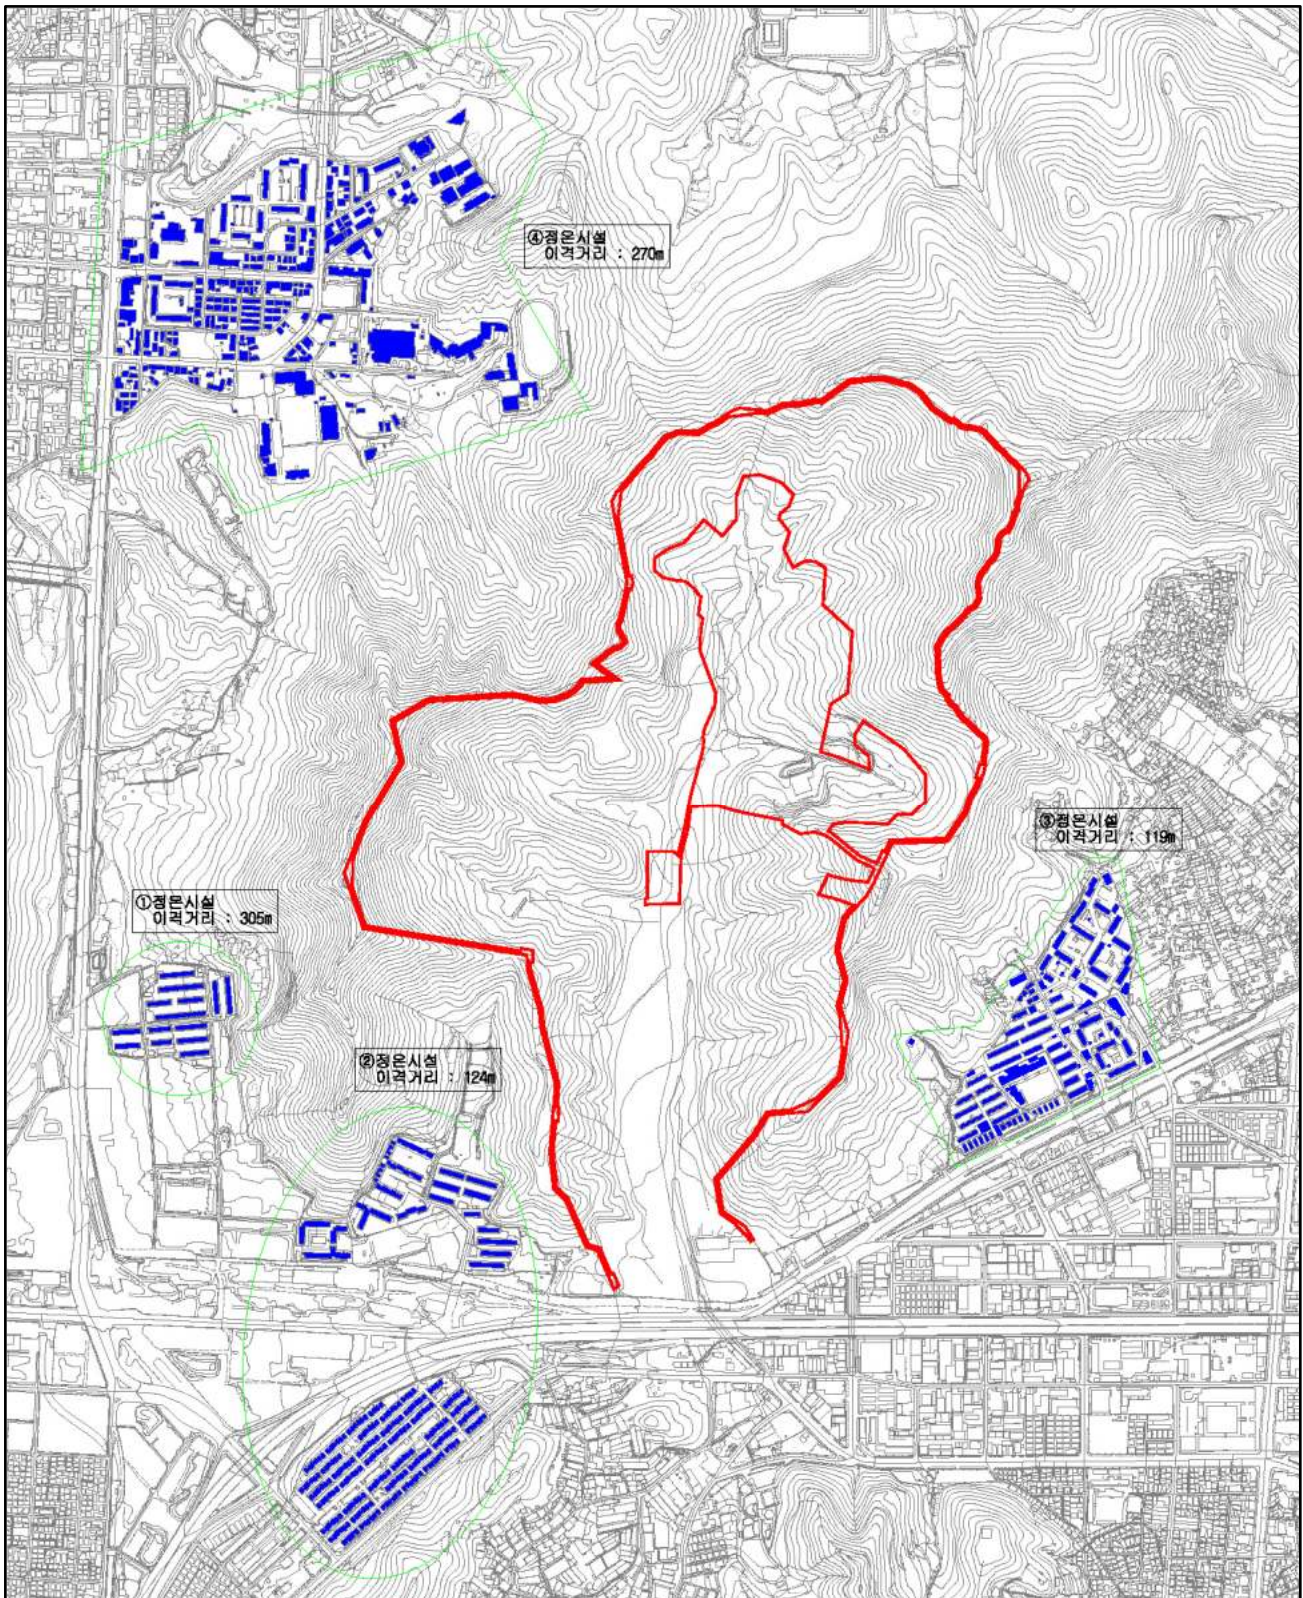 ④정온시설
이격거리 : 270m
③정온시설
이격거리 : 119m
①정온시설
이격거리 : 305m
②정온시설
이격거리 : 124m